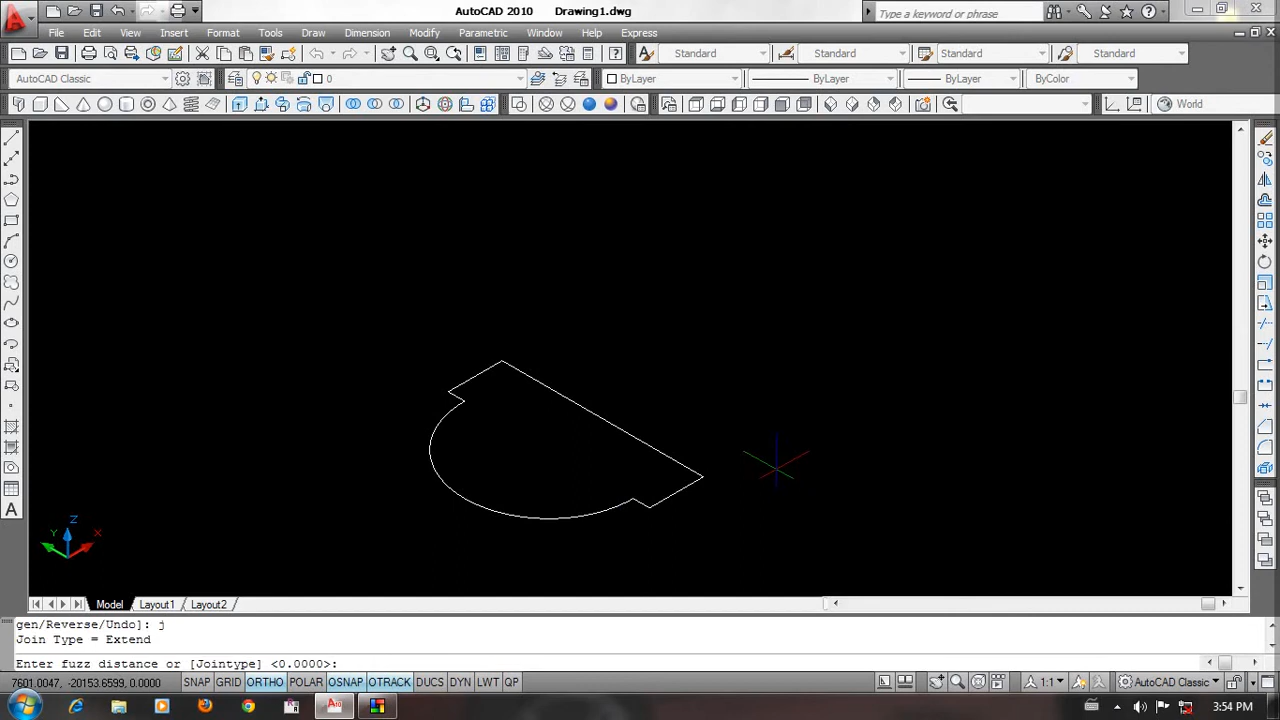 AutoCAD 2010 Drawing1.dwg
Type a keyword or phrase
File Edit View Insert Format Tools Draw Dimension Modify Parametric Window Help Express
Standard Standard Standard Standard
AutoCAD Classic 0 ByLayer ByLayer ByLayer ByColor
World
Z
Y X
Model Layout1 Layout2
gen/Reverse/Undo]: j
Join Type = Extend
Enter fuzz distance or [Jointype] <0.0000>:
7601.0047, -20153.6599, 0.0000 SNAP GRID ORTHO POLAR OSNAP OTRACK DUCS DYN LWT QP 1:1 AutoCAD Classic
3:54 PM